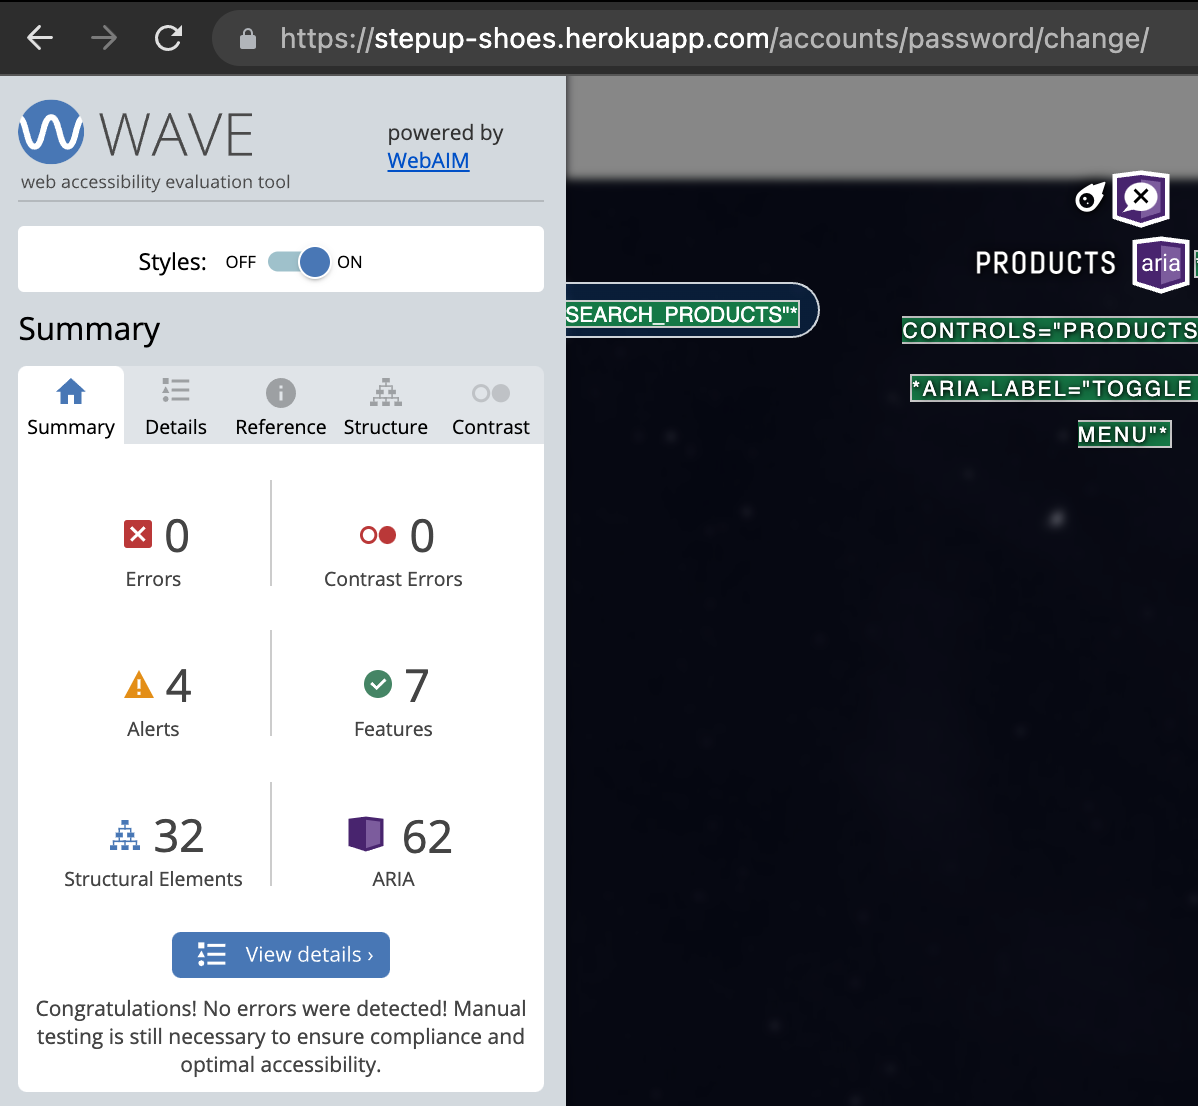 https://stepup-shoes.herokuapp.com/accounts/password/change/
WAVE
powered by
WebAIM
web accessibility evaluation tool
Styles: OFF ON
Summary
Summary Details Reference Structure Contrast
0
Errors
0
Contrast Errors
4
Alerts
7
Features
32
Structural Elements
62
ARIA
View details ›
Congratulations! No errors were detected! Manual
testing is still necessary to ensure compliance and
optimal accessibility.
PRODUCTS aria
SEARCH_PRODUCTS"*
CONTROLS="PRODUCTS
*ARIA-LABEL="TOGGLE
MENU"*